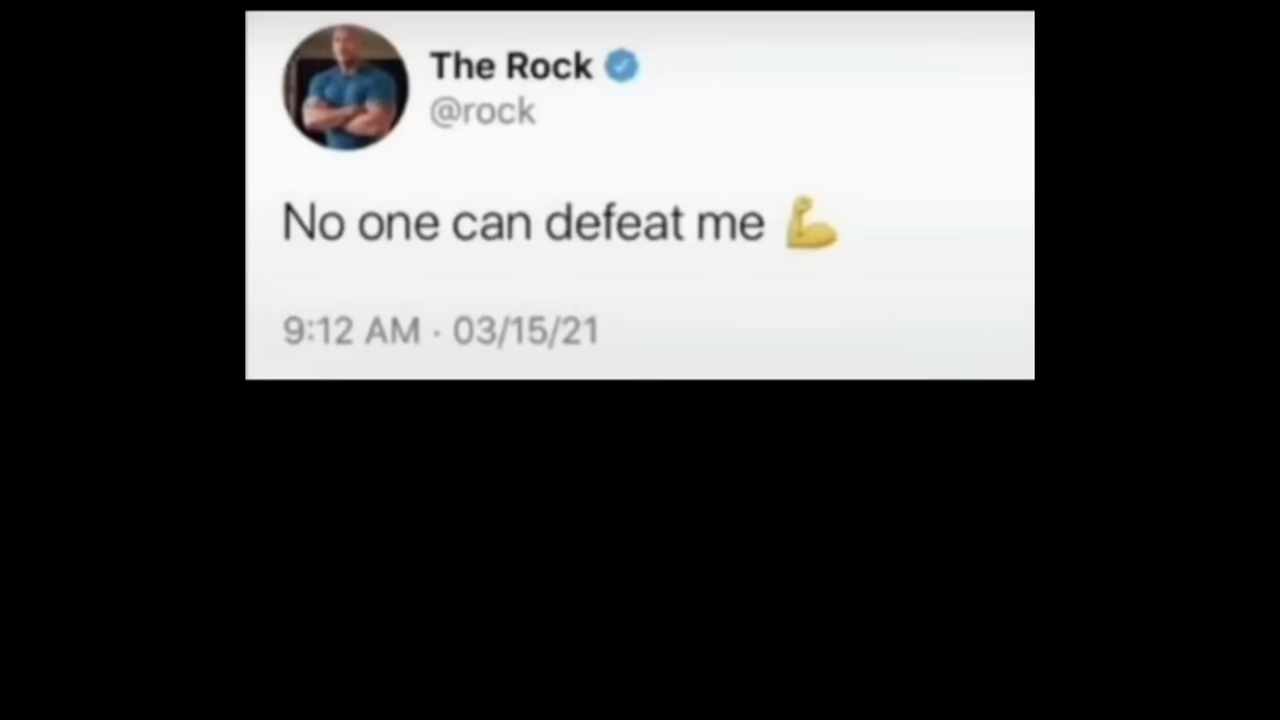 The Rock
@rock
No one can defeat me 💪
9:12 AM · 03/15/21